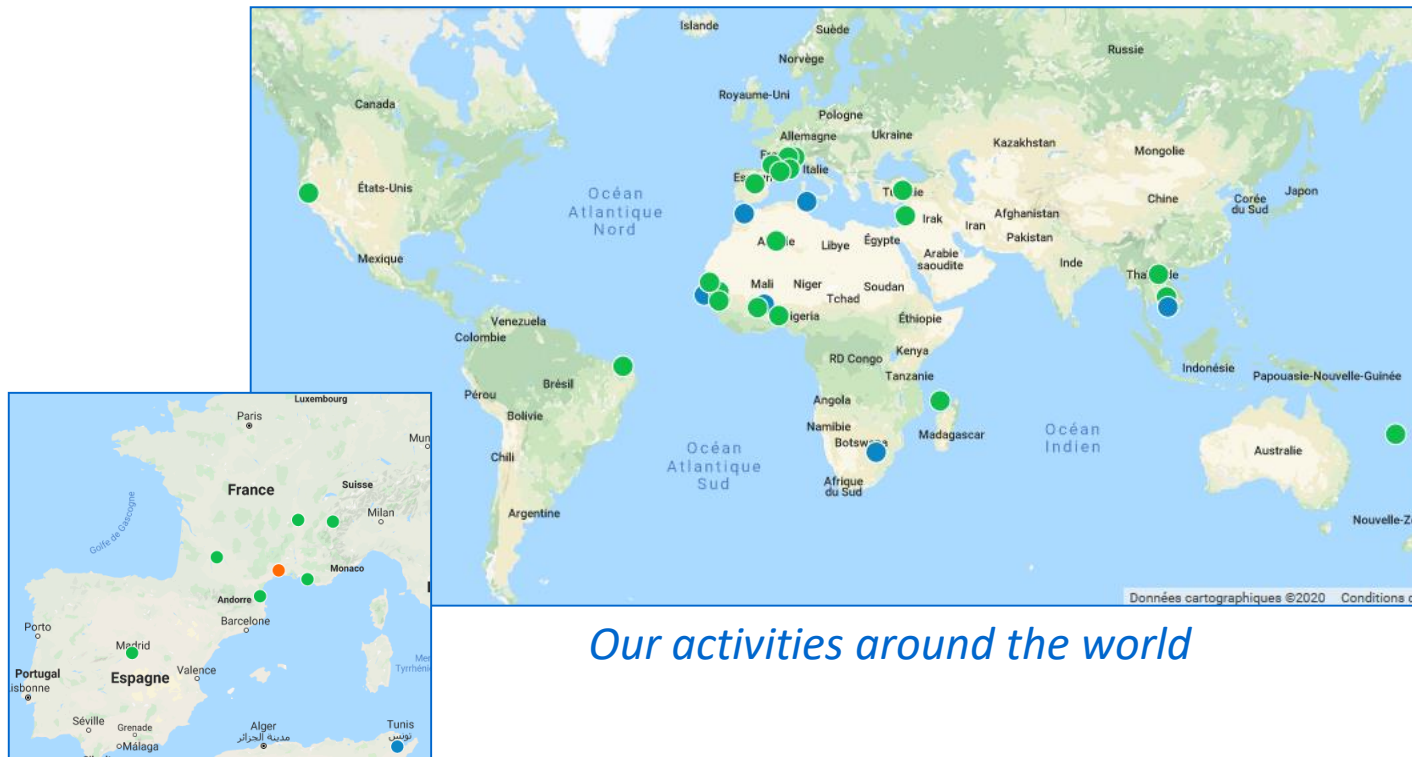 Islande
Suède
Norvège
Russie
Canada
Royaume-Uni
Pologne
Allemagne
Ukraine
Kazakhstan
Mongolie
Italie
États-Unis
Océan
Atlantique
Nord
Chine
Corée
du Sud
Japon
Irak
Iran
Afghanistan
Pakistan
Libye
Égypte
Arabie
saoudite
Mexique
Inde
Mali
Niger
Tchad
Soudan
Éthiopie
Venezuela
Colombie
RD Congo
Kenya
Tanzanie
Indonésie
Papouasie-Nouvelle-Guinée
Brésil
Pérou
Bolivie
Angola
Namibie
Botswana
Madagascar
Océan
Indien
Australie
Chili
Océan
Atlantique
Sud
Afrique
du Sud
Argentine
Données cartographiques ©2020
Conditions
Luxembourg
Paris
France
Suisse
Milan
Golfe de Gascogne
Monaco
Andorre
Barcelone
Porto
Madrid
Portugal
Espagne
Valence
Séville
Grenade
Málaga
Alger
مدينة الجزائر
Tunis
تونس
Our activities around the world